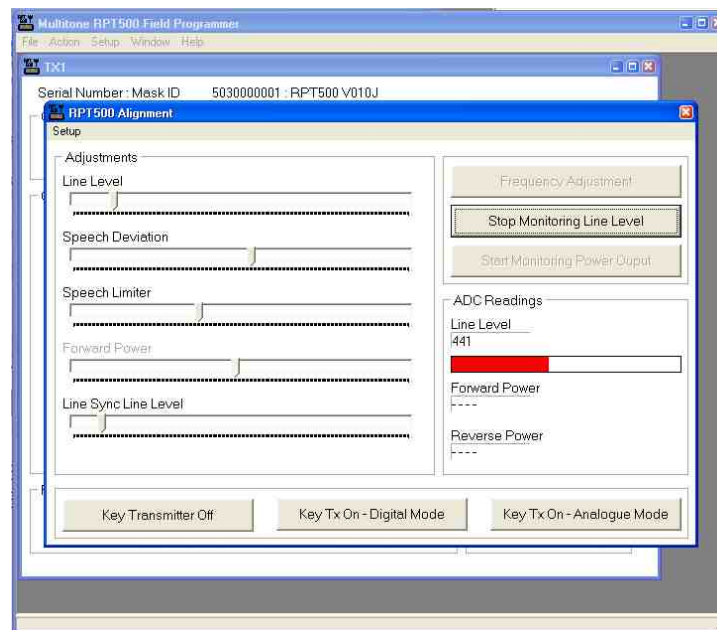 Multitone RPT500 Field Programmer
File Action Setup Window Help
TX1
Serial Number : Mask ID 5030000001 : RPT500 V010J
RPT500 Alignment
Setup
Adjustments
Line Level
Speech Deviation
Speech Limiter
Forward Power
Line Sync Line Level
Frequency Adjustment
Stop Monitoring Line Level
Start Monitoring Power Ouput
ADC Readings
Line Level
441
Forward Power
----
Reverse Power
----
Key Transmitter Off
Key Tx On - Digital Mode
Key Tx On - Analogue Mode